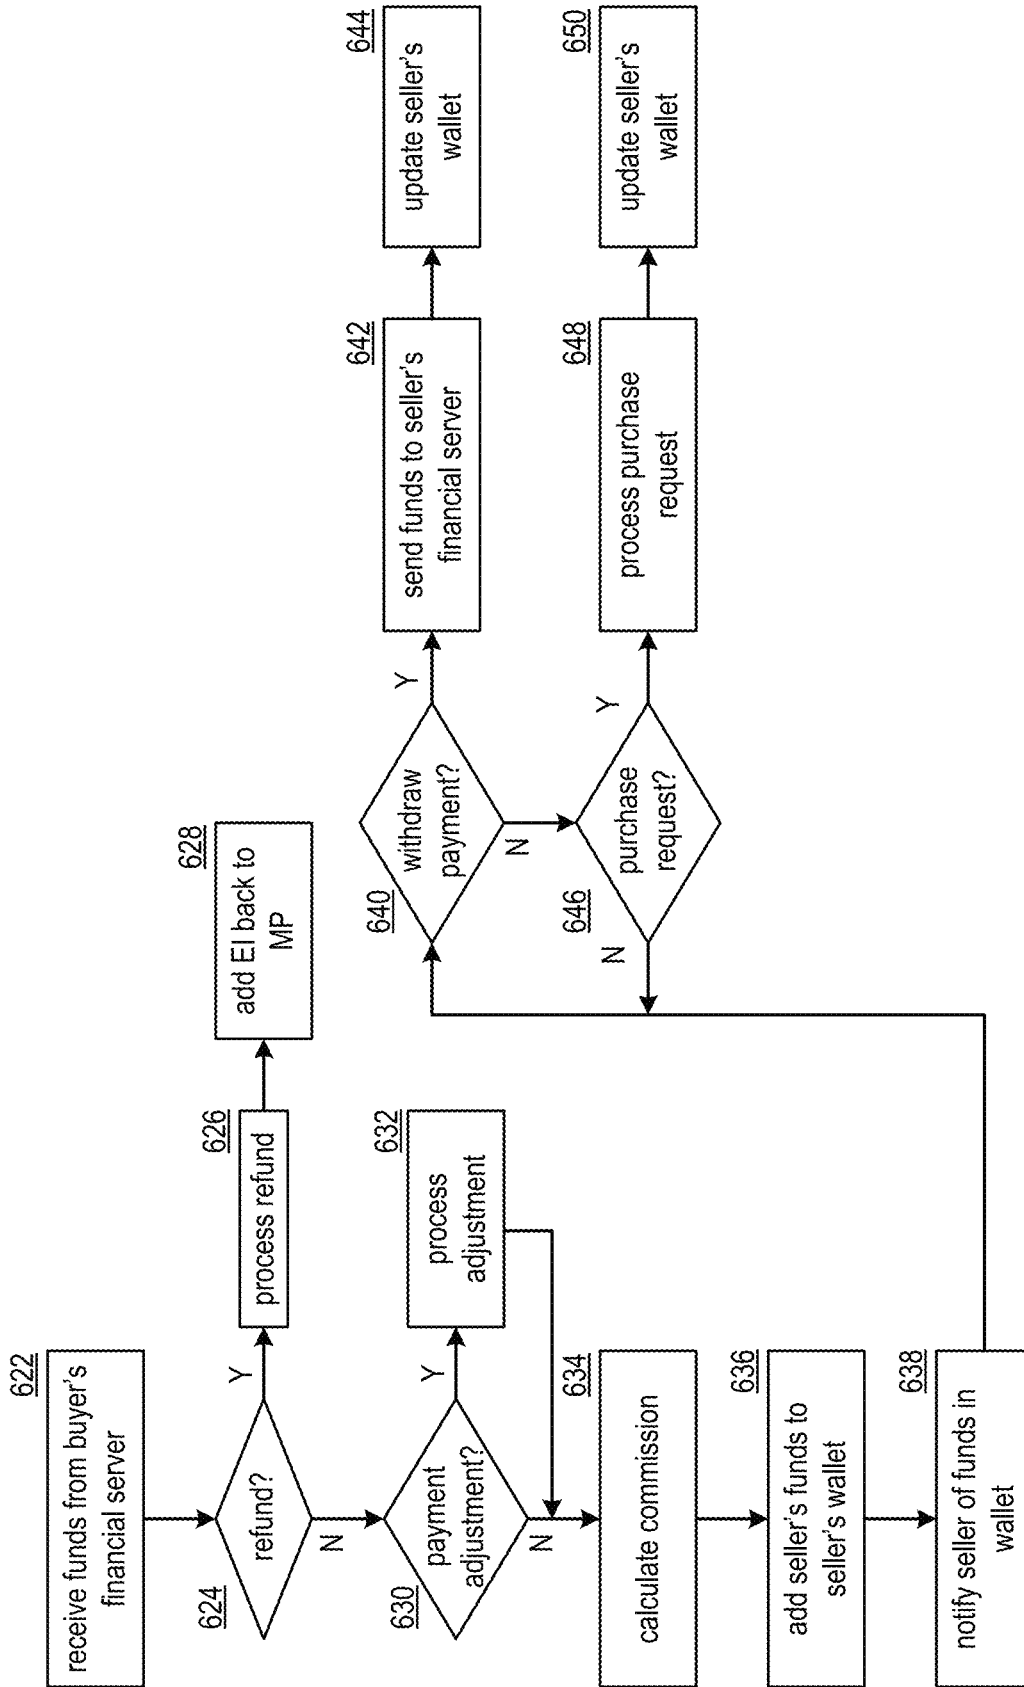 622
receive funds from buyer's
financial server
624
refund?
Y
N
626
process refund
628
add EI back to
MP
630
payment
adjustment?
Y
N
632
process
adjustment
634
calculate commission
636
add seller's funds to
seller's wallet
638
notify seller of funds in
wallet
640
withdraw
payment?
Y
N
642
send funds to seller's
financial server
644
update seller's
wallet
646
purchase
request?
Y
N
648
process purchase
request
650
update seller's
wallet